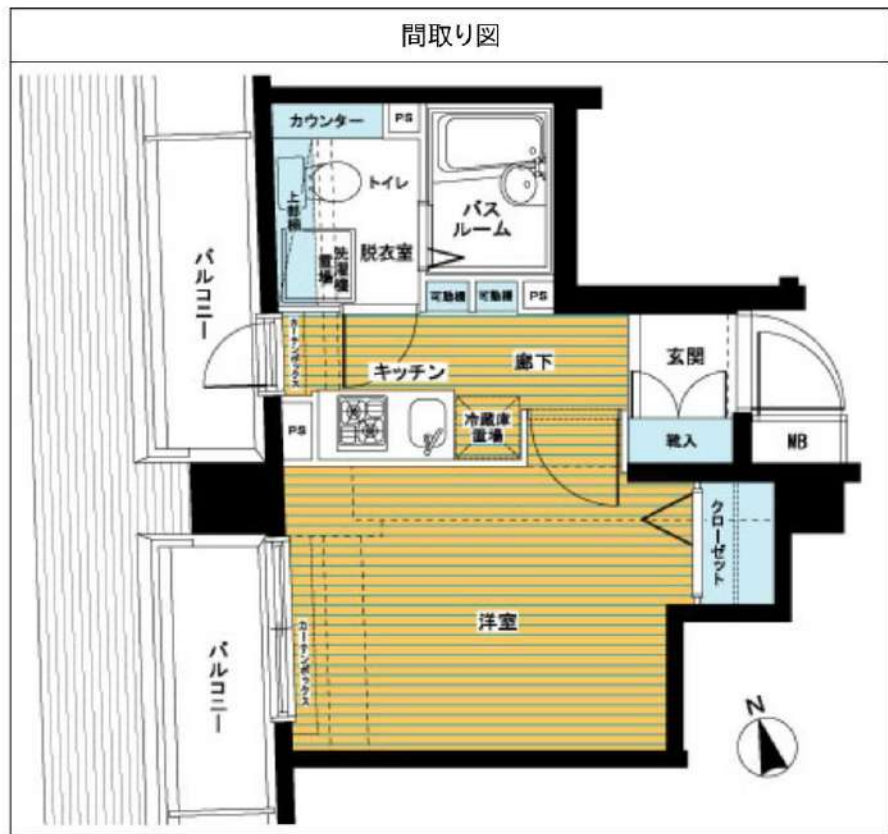 間取り図
カウンター
PS
トイレ
上部棚
洗濯機
置場
脱衣室
バス
ルーム
バルコニー
可動棚
可動棚
PS
カーテンボックス
キッチン
廊下
玄関
PS
冷蔵庫
置場
靴入
MB
クローゼット
洋室
カーテンボックス
バルコニー
N